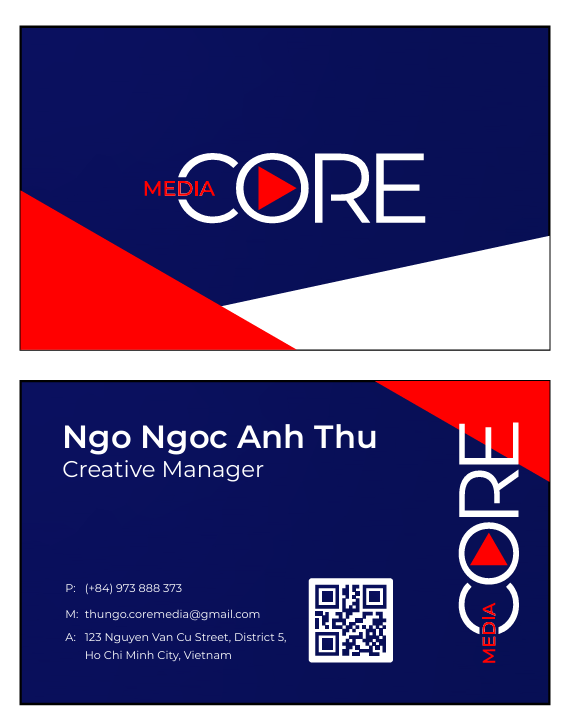 MEDIA CORE
Ngo Ngoc Anh Thu
Creative Manager
P: (+84) 973 888 373
M: thungo.coremedia@gmail.com
A: 123 Nguyen Van Cu Street, District 5,
Ho Chi Minh City, Vietnam
MEDIA CORE